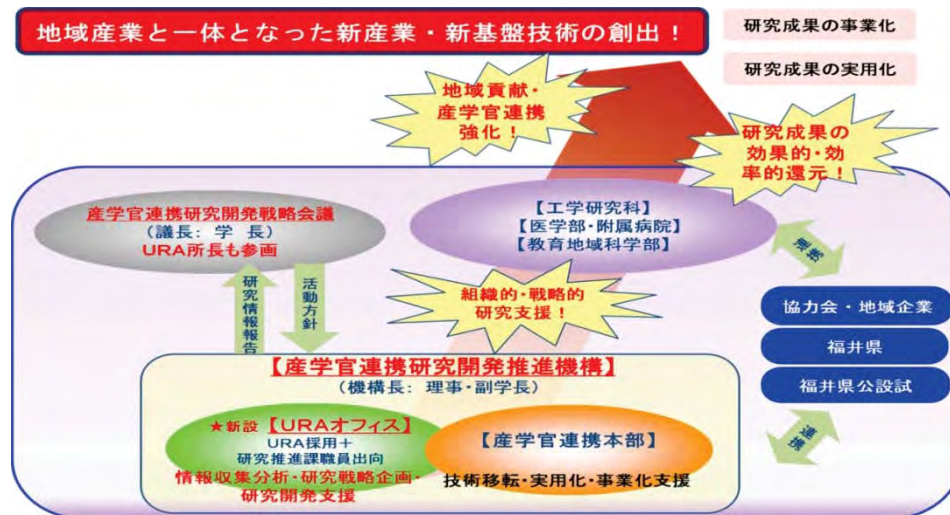 地域産業と一体となった新産業・新基盤技術の創出！
研究成果の事業化
研究成果の実用化
地域貢献・
産学官連携
強化！
研究成果の
効果的・効
率的還元！
産学官連携研究開発戦略会議
（議長： 学 長）
URA所長も参画
【工学研究科】
【医学部・附属病院】
【教育地域科学部】
連携
研究情報報告
活動方針
組織的・戦略的
研究支援！
協力会・地域企業
福井県
福井県公設試
【産学官連携研究開発推進機構】
（機構長： 理事・副学長）
★新設【URAオフィス】
URA採用＋
研究推進課職員出向
情報収集分析・研究戦略企画・
研究開発支援
【産学官連携本部】
技術移転・実用化・事業化支援
連携